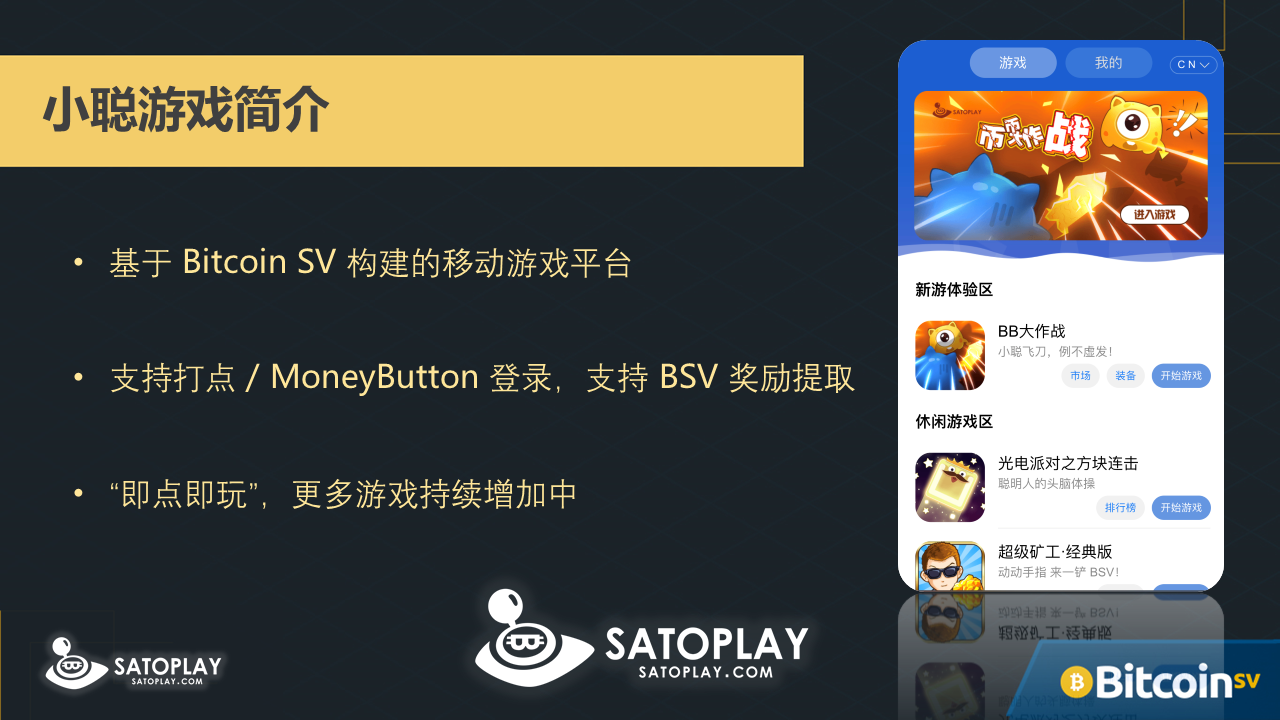 小聪游戏简介
• 基于 Bitcoin SV 构建的移动游戏平台
• 支持打点 / MoneyButton 登录，支持 BSV 奖励提取
• “即点即玩”，更多游戏持续增加中
SATOPLAY
SATOPLAY.COM
SATOPLAY
SATOPLAY.COM
游戏
我的
CN
SATOPLAY
大作战
进入游戏
新游体验区
BB大作战
小聪飞刀，例不虚发！
市场
装备
开始游戏
休闲游戏区
光电派对之方块连击
聪明人的头脑体操
排行榜
开始游戏
超级矿工·经典版
动动手指 来一铲 BSV！
Bitcoin SV